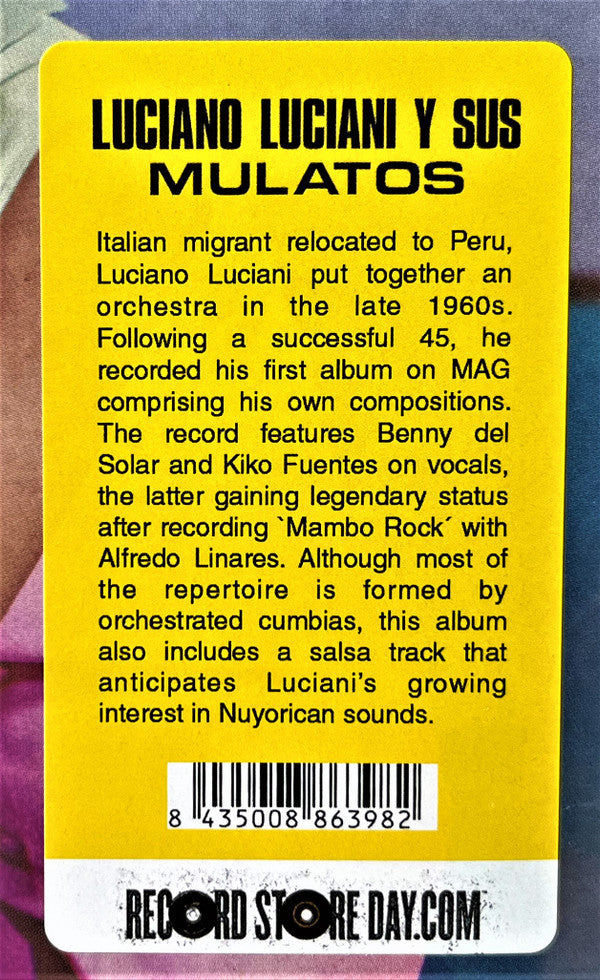 LUCIANO LUCIANI Y SUS
MULATOS
Italian migrant relocated to Peru,
Luciano Luciani put together an
orchestra in the late 1960s.
Following a successful 45, he
recorded his first album on MAG
comprising his own compositions.
The record features Benny del
Solar and Kiko Fuentes on vocals,
the latter gaining legendary status
after recording `Mambo Rock´ with
Alfredo Linares. Although most of
the repertoire is formed by
orchestrated cumbias, this album
also includes a salsa track that
anticipates Luciani's growing
interest in Nuyorican sounds.
8 435008 863982
RECORD STORE DAY.COM